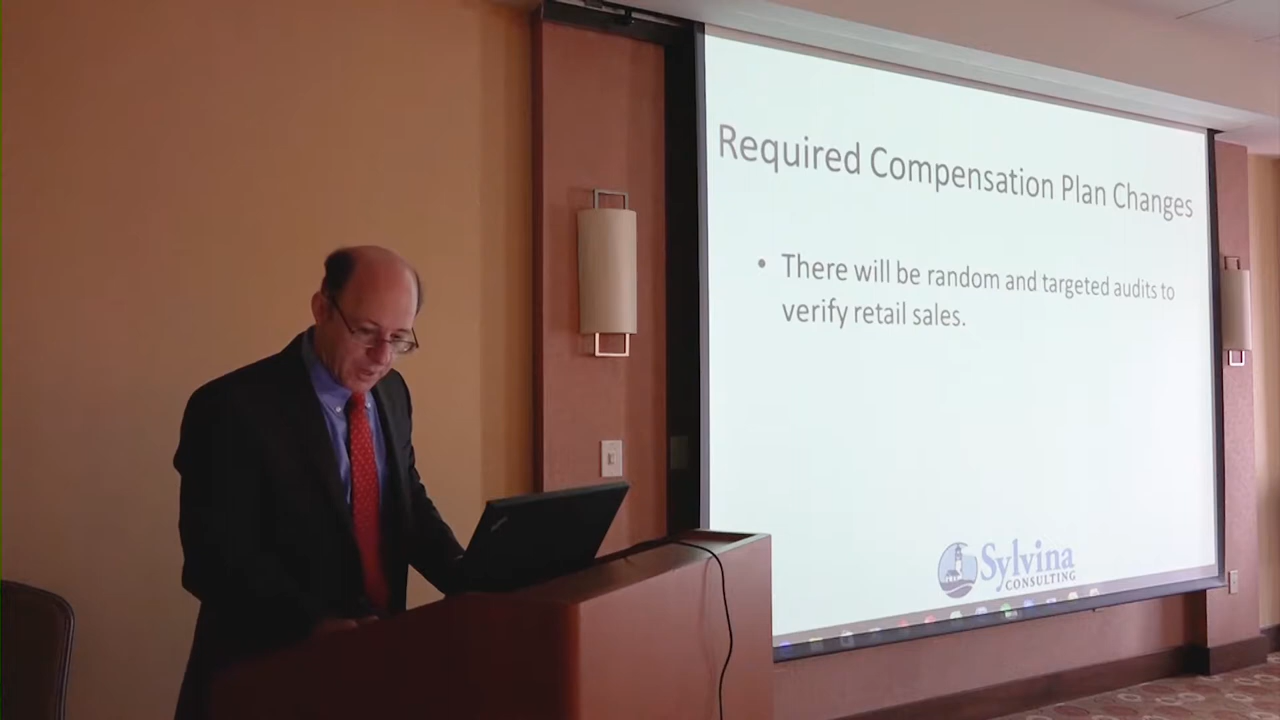 Required Compensation Plan Changes
• There will be random and targeted audits to
verify retail sales.
Sylvina
CONSULTING